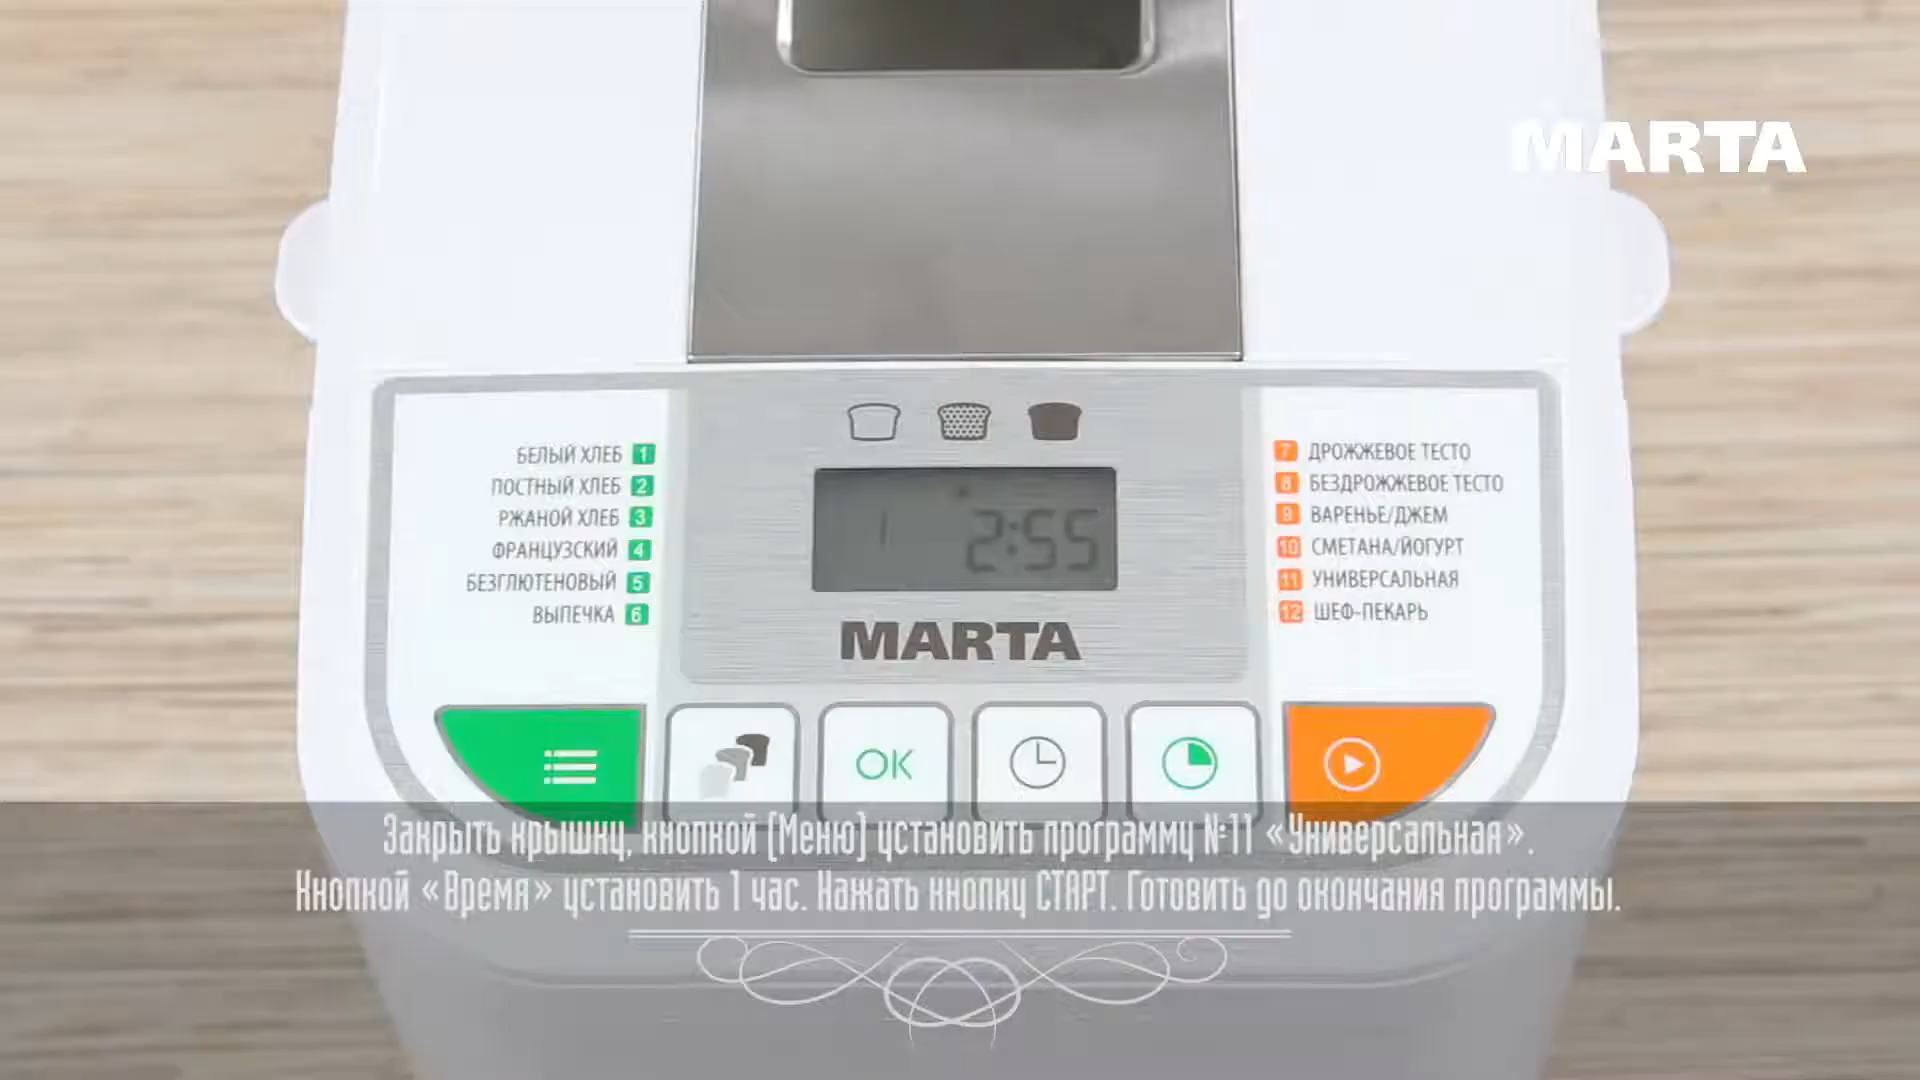 MARTA
БЕЛЫЙ ХЛЕБ 1
ПОСТНЫЙ ХЛЕБ 2
РЖАНОЙ ХЛЕБ 3
ФРАНЦУЗСКИЙ 4
БЕЗГЛЮТЕНОВЫЙ 5
ВЫПЕЧКА 6
1 2:55
MARTA
7 ДРОЖЖЕВОЕ ТЕСТО
8 БЕЗДРОЖЖЕВОЕ ТЕСТО
9 ВАРЕНЬЕ/ДЖЕМ
10 СМЕТАНА/ЙОГУРТ
11 УНИВЕРСАЛЬНАЯ
12 ШЕФ-ПЕКАРЬ
OK
Закрыть крышку, кнопкой (Меню) установить программу №11 «Универсальная».
Кнопкой «Время» установить 1 час. Нажать кнопку СТАРТ. Готовить до окончания программы.